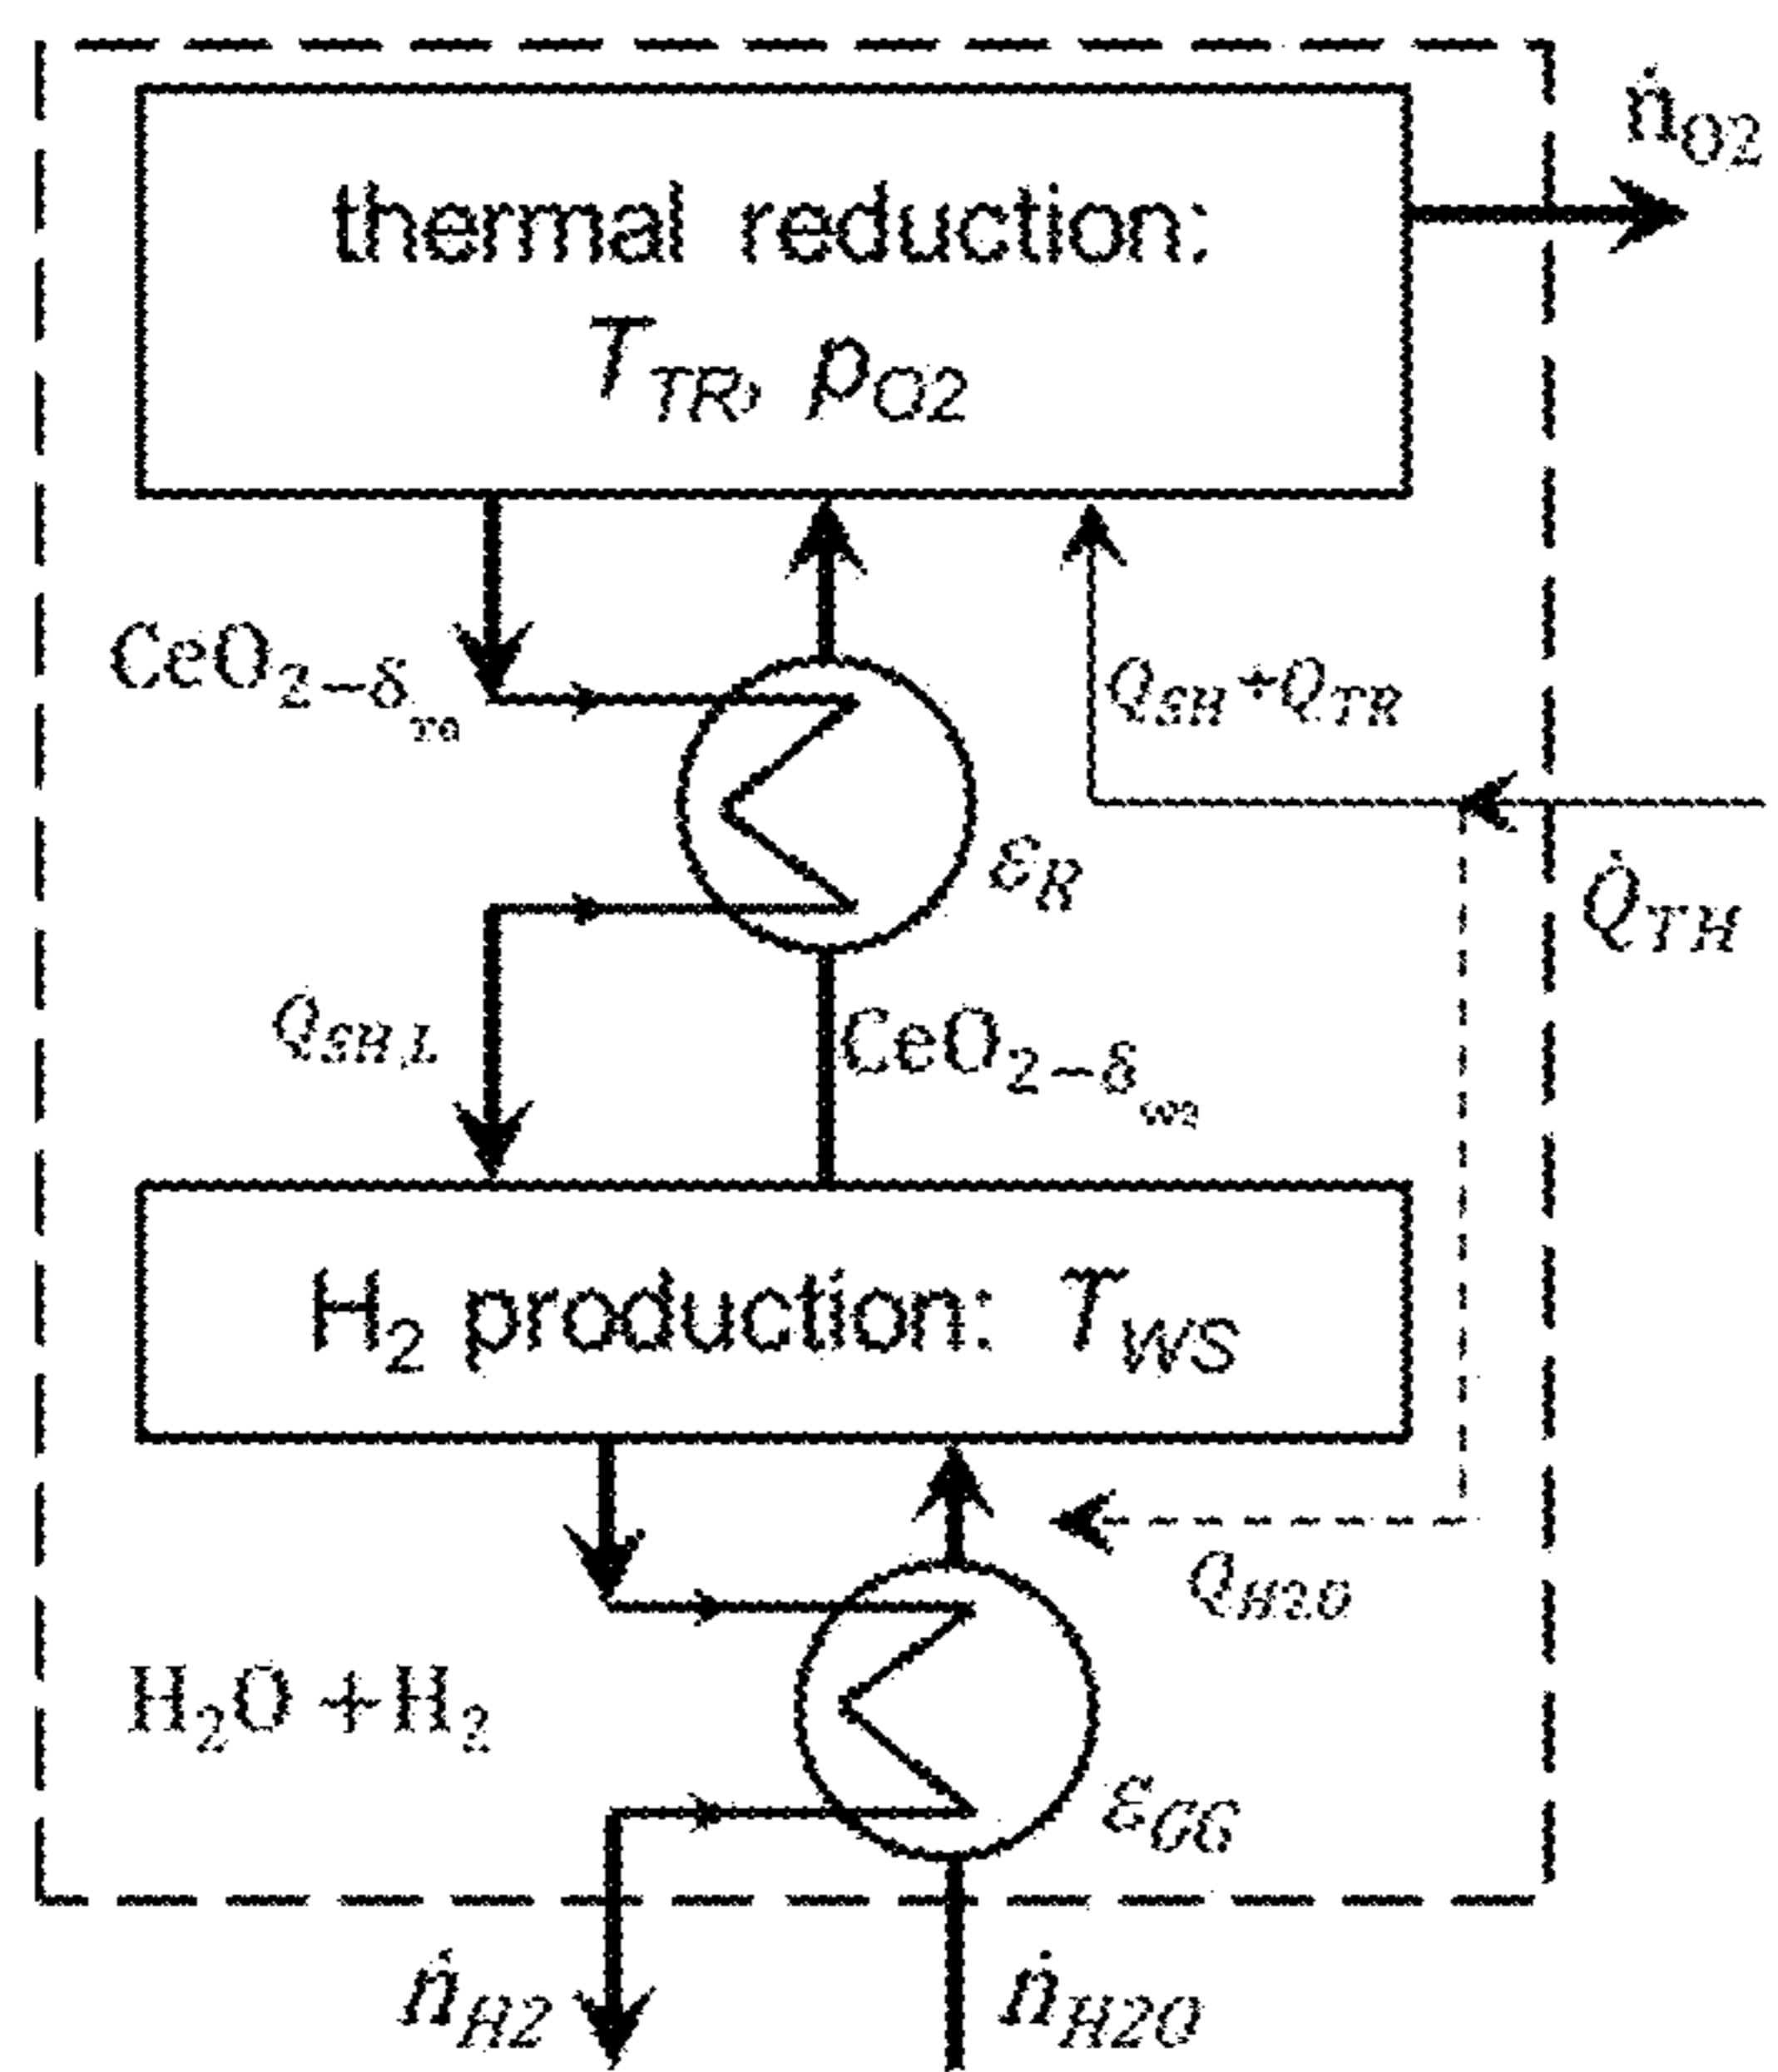 ṅO2
thermal reduction:
TTR, pO2
CeO2−δTR
QSH+QTR
εR
Q̇TH
QSH,L
CeO2−δWS
H2 production: TWS
QH2O
H2O+H2
εGG
ṅH2
ṅH2O